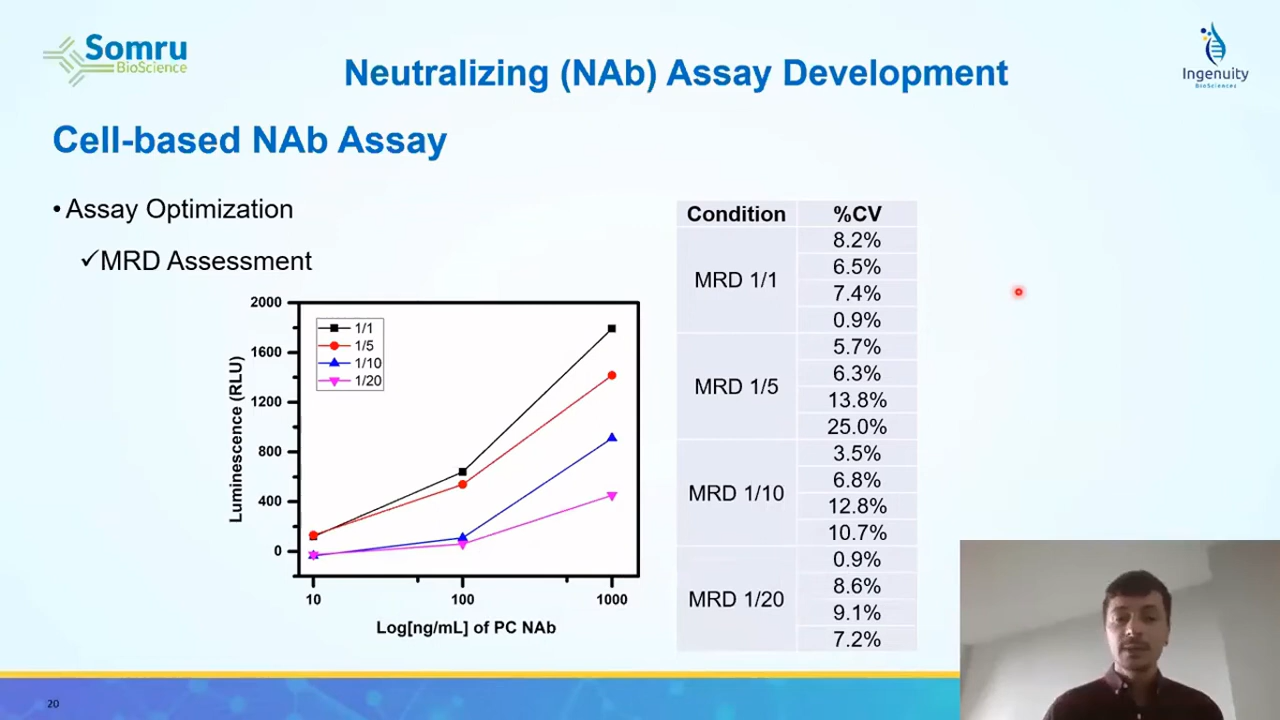 Somru
BioScience
Neutralizing (NAb) Assay Development
Ingenuity
BioSciences
Cell-based NAb Assay
• Assay Optimization
✓MRD Assessment
2000
1600
1200
800
400
0
Luminescence (RLU)
1/1
1/5
1/10
1/20
10 100 1000
Log[ng/mL] of PC NAb
Condition %CV
MRD 1/1
8.2%
6.5%
7.4%
0.9%
MRD 1/5
5.7%
6.3%
13.8%
25.0%
MRD 1/10
3.5%
6.8%
12.8%
10.7%
MRD 1/20
0.9%
8.6%
9.1%
7.2%
20